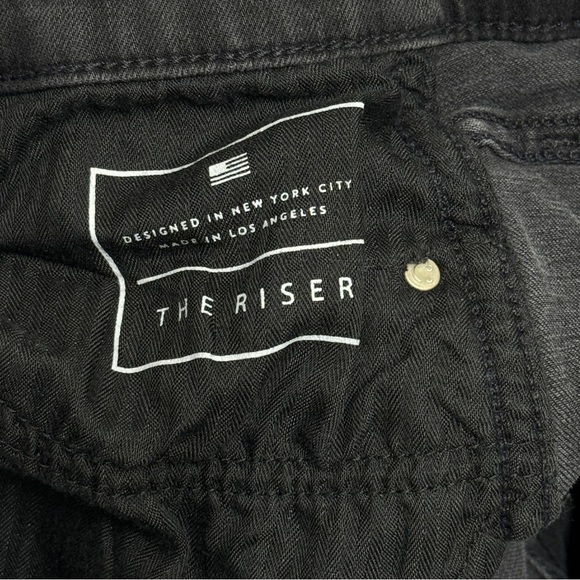 DESIGNED IN NEW YORK CITY
MADE IN LOS ANGELES
THE RISER